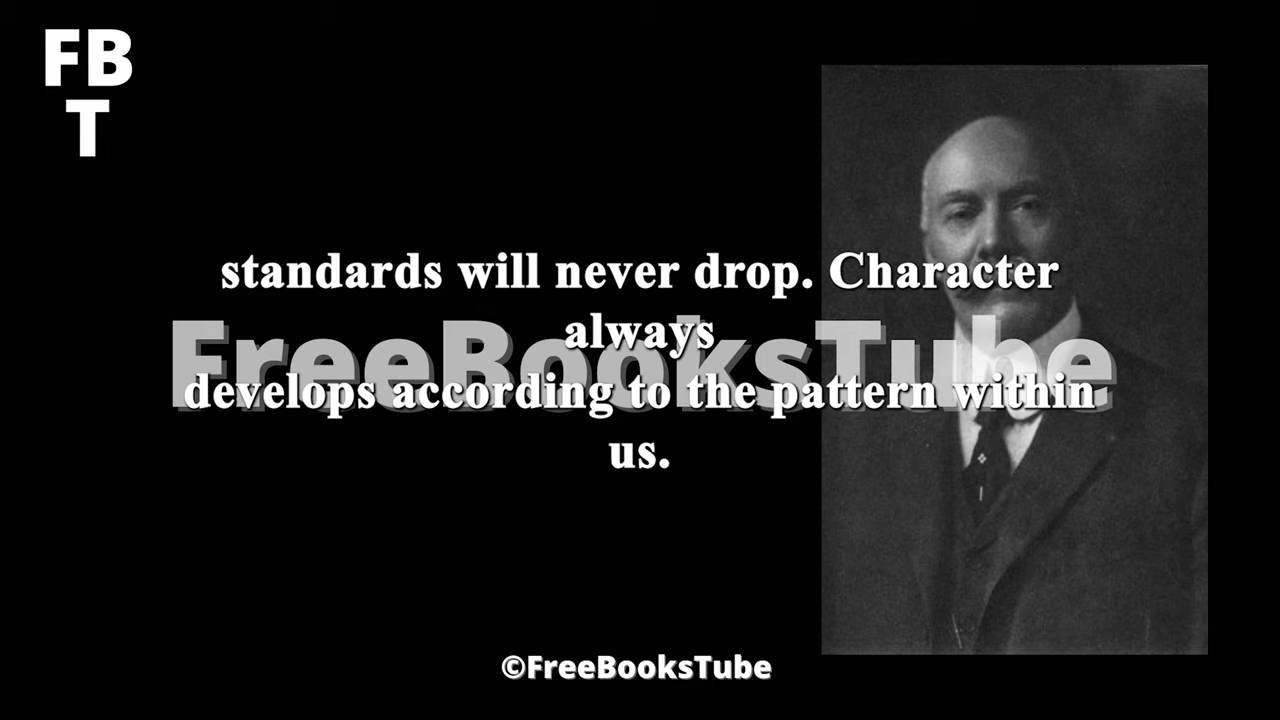 FB
T
standards will never drop. Character
always
FreeBooksTube
develops according to the pattern within
us.
©FreeBooksTube